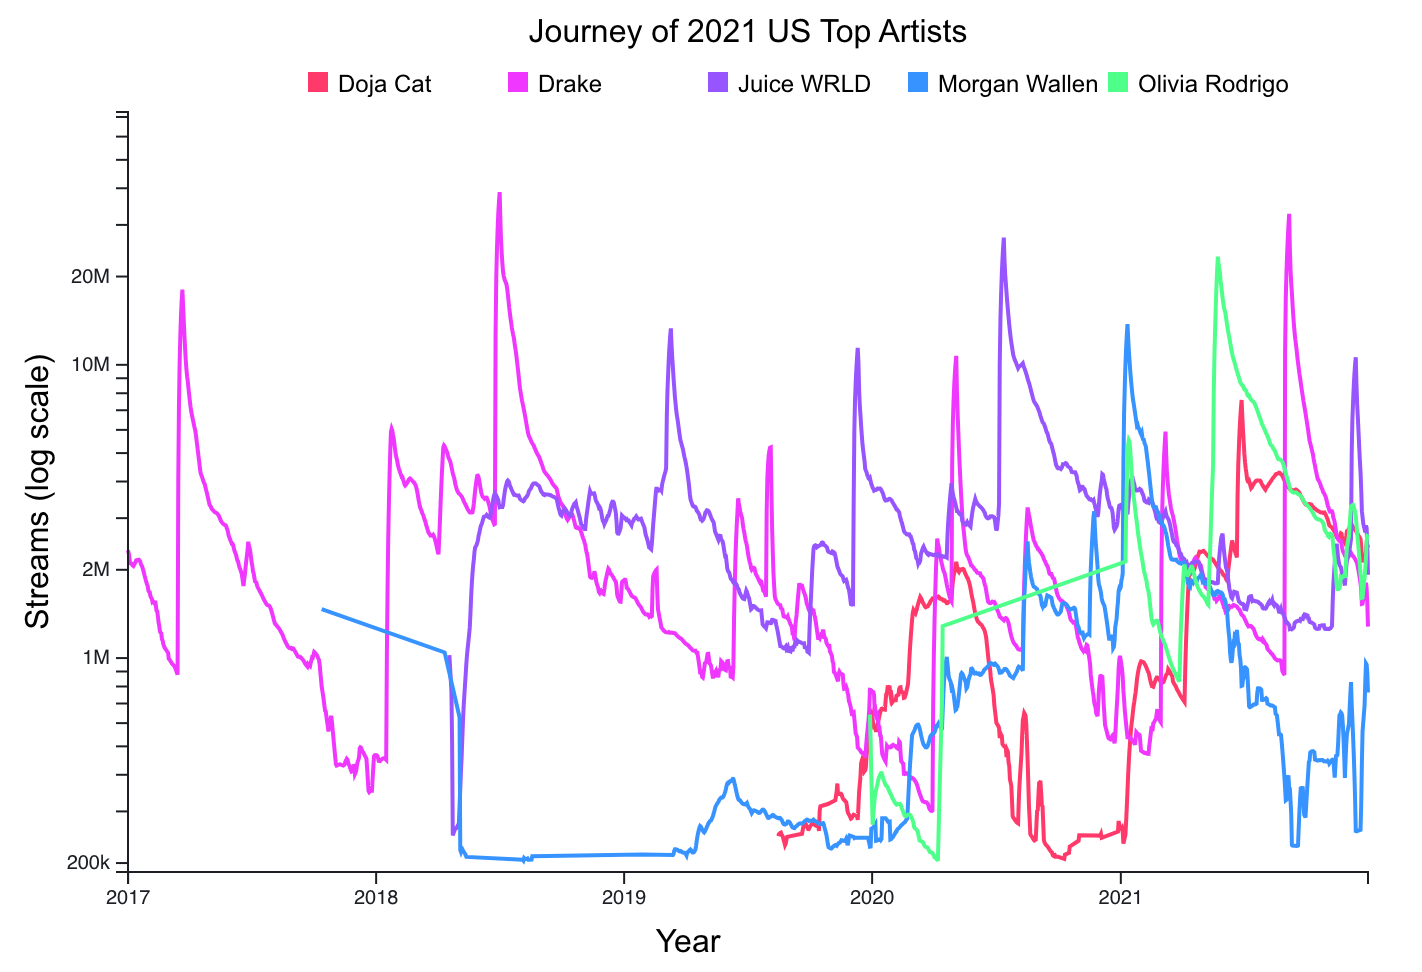 Journey of 2021 US Top Artists
Doja Cat Drake Juice WRLD Morgan Wallen Olivia Rodrigo
Streams (log scale)
20M
10M
2M
1M
200k
2017 2018 2019 2020 2021
Year